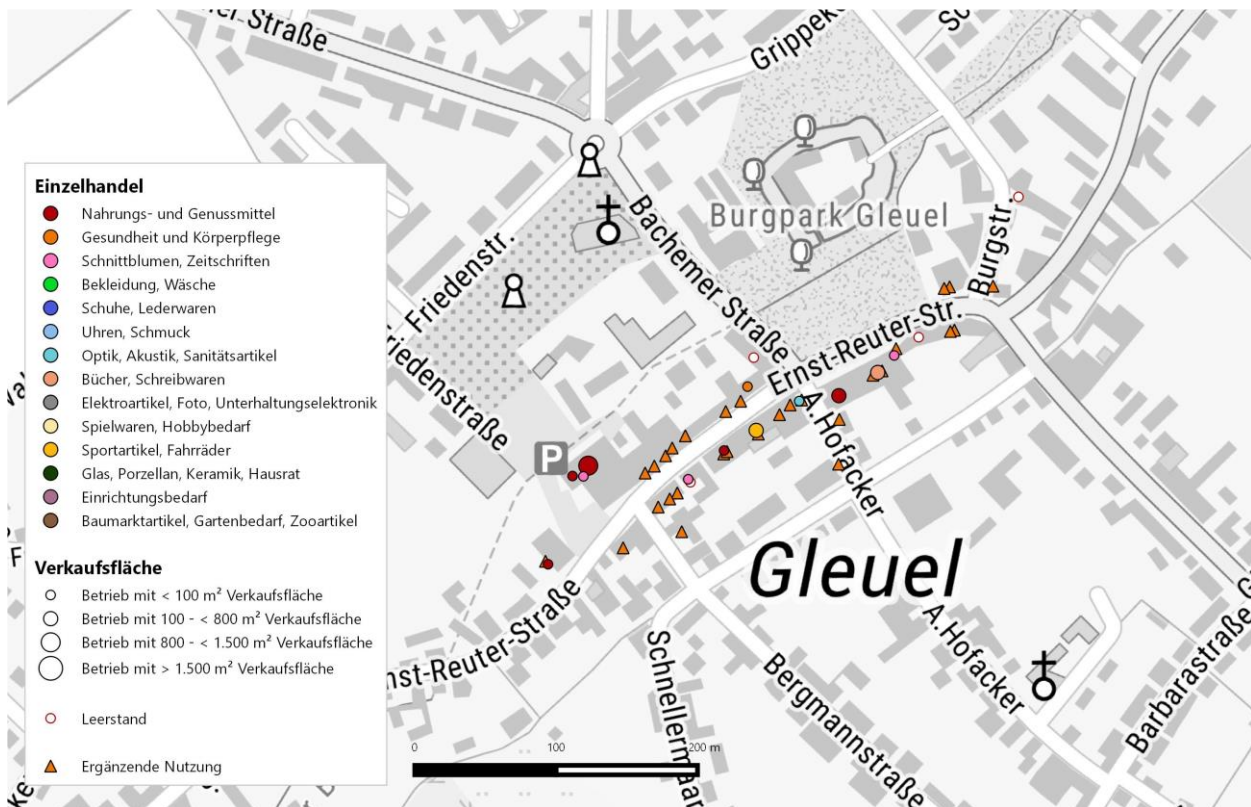 ner Straße
Grippek
Einzelhandel
Nahrungs- und Genussmittel
Gesundheit und Körperpflege
Schnittblumen, Zeitschriften
Bekleidung, Wäsche
Schuhe, Lederwaren
Uhren, Schmuck
Optik, Akustik, Sanitätsartikel
Bücher, Schreibwaren
Elektroartikel, Foto, Unterhaltungselektronik
Spielwaren, Hobbybedarf
Sportartikel, Fahrräder
Glas, Porzellan, Keramik, Hausrat
Einrichtungsbedarf
Baumarktartikel, Gartenbedarf, Zooartikel
Verkaufsfläche
Betrieb mit < 100 m² Verkaufsfläche
Betrieb mit 100 - < 800 m² Verkaufsfläche
Betrieb mit 800 - < 1.500 m² Verkaufsfläche
Betrieb mit > 1.500 m² Verkaufsfläche
Leerstand
Ergänzende Nutzung
Friedenstr.
Friedenstraße
Bachemer Straße
Burgpark Gleuel
Burgstr.
Ernst-Reuter-Str.
A.Hofacker
P
Gleuel
nst-Reuter-Straße
Schnellermaar
Bergmannstraße
A.Hofacker
Barbarastraße
0 100 200 m